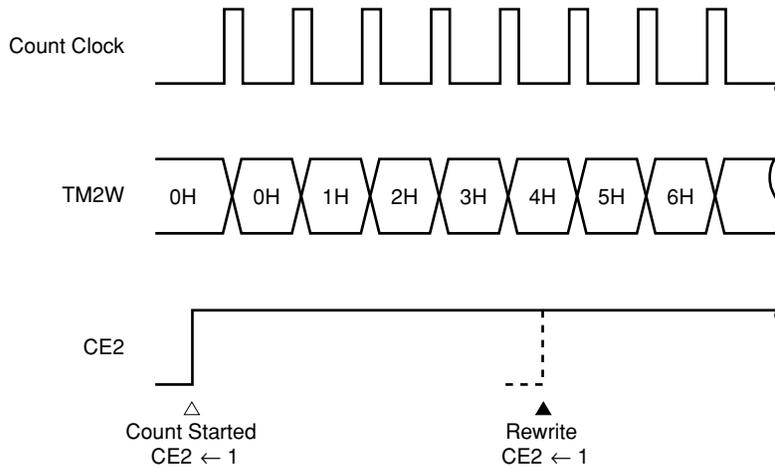 Count Clock
TM2W 0H 0H 1H 2H 3H 4H 5H 6H
CE2
Count Started Rewrite
CE2 ← 1 CE2 ← 1